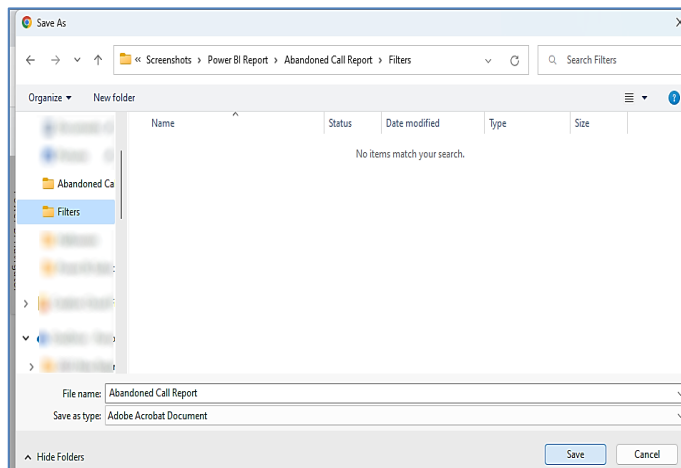 Save As
« Screenshots > Power BI Report > Abandoned Call Report > Filters
Search Filters
Organize New folder
?
Name Status Date modified Type Size
No items match your search.
Abandoned Ca
Filters
File name: Abandoned Call Report
Save as type: Adobe Acrobat Document
Hide Folders Save Cancel